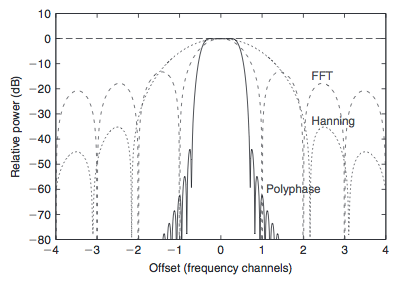 10
0
−10
−20
−30
−40
−50
−60
−70
−80
Relative power (dB)
FFT
Hanning
Polyphase
−4 −3 −2 −1 0 1 2 3 4
Offset (frequency channels)